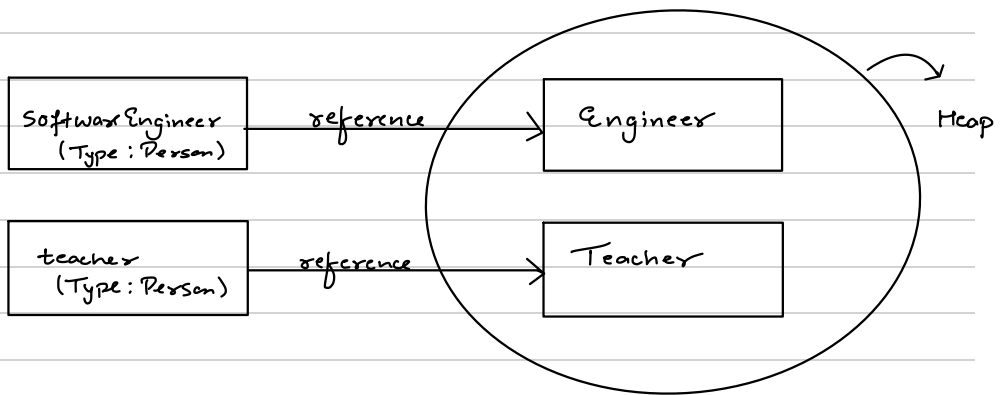 SoftwarEngineer
(Type : Person)
reference
Engineer
Heap
teacher
(Type : Person)
reference
Teacher